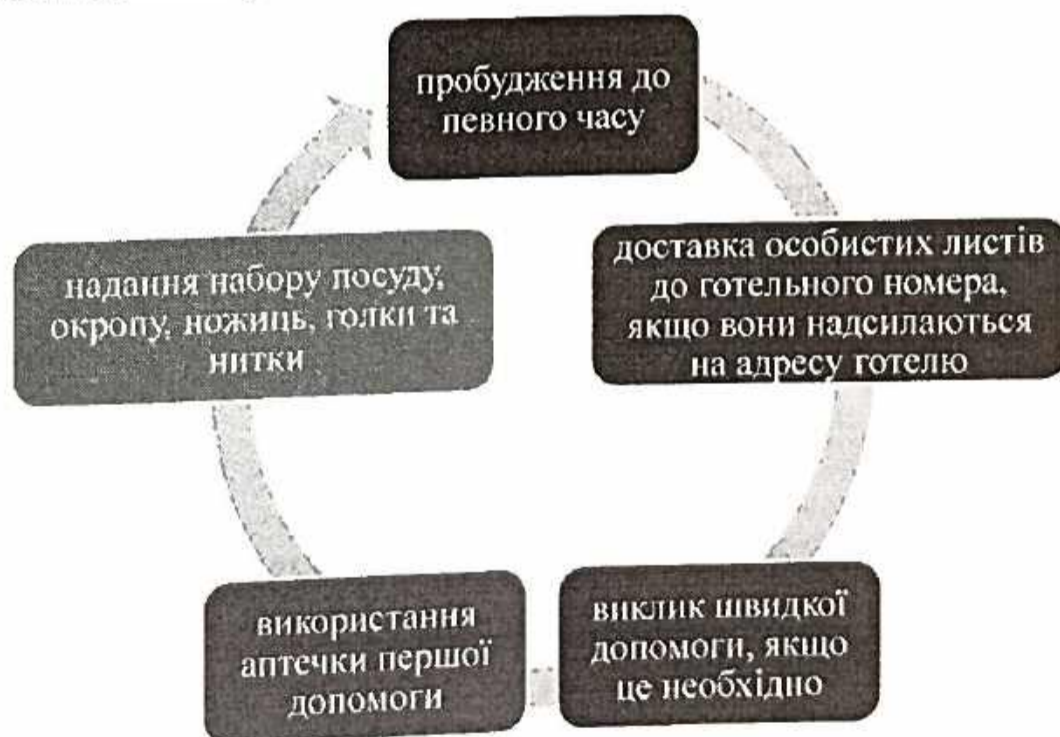 пробудження до
певного часу
доставка особистих листів
до готельного номера,
якщо вони надсилаються
на адресу готелю
виклик швидкої
допомоги, якщо
це необхідно
використання
аптечки першої
допомоги
надання набору посуду,
окропу, ножиць, голки та
нитки